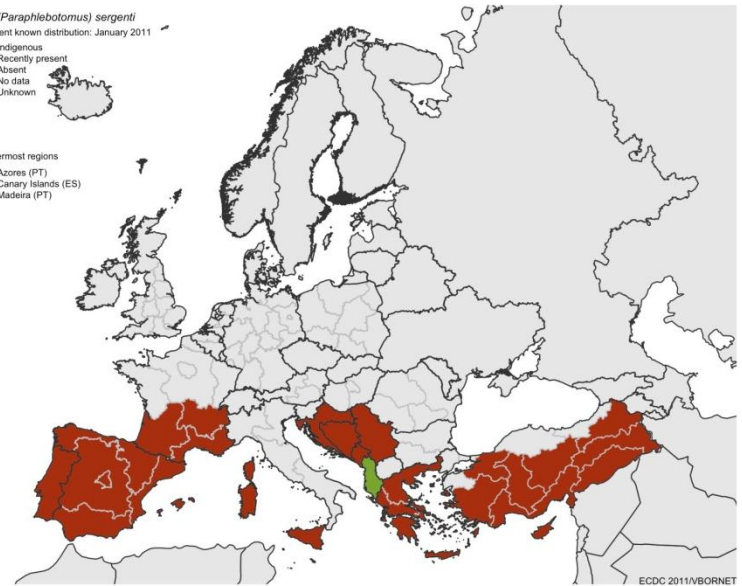 (Paraphlebotomus) sergenti
ent known distribution: January 2011
ndigenous
Recently present
Absent
No data
Unknown
ermost regions
Azores (PT)
Canary Islands (ES)
Madeira (PT)
ECDC 2011/VBORNET